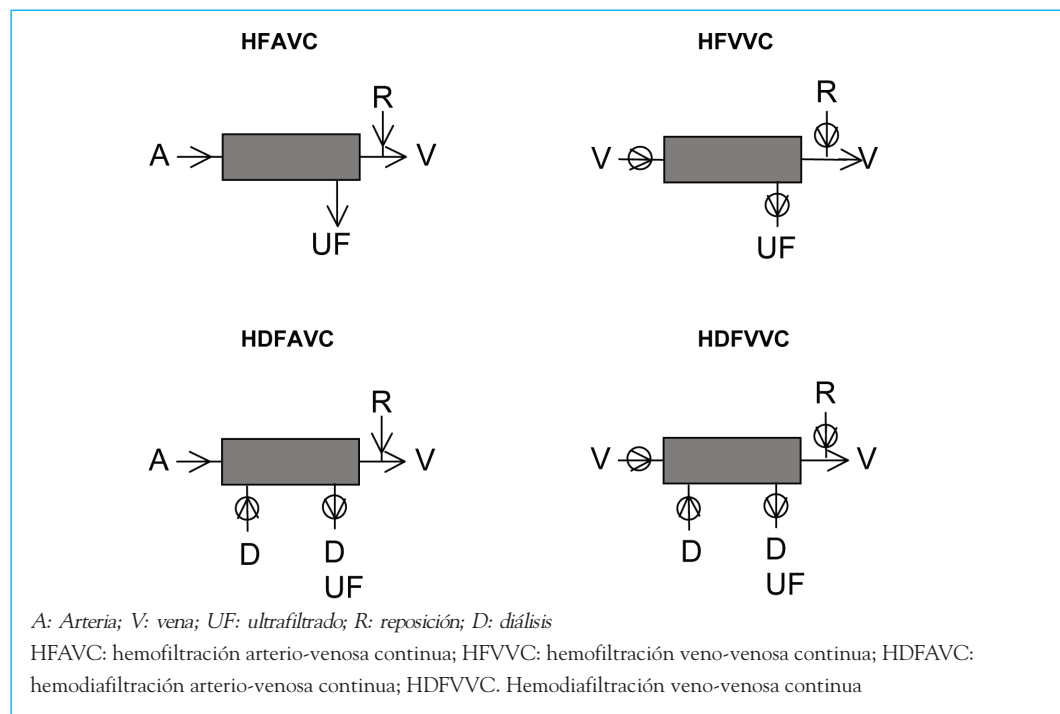 HFAVC
HFVVC
R
A
V
UF
R
V
V
UF
HDFAVC
HDFVVC
R
A
V
D
D
UF
R
V
V
D
D
UF
A: Arteria; V: vena; UF: ultrafiltrado; R: reposición; D: diálisis
HFAVC: hemofiltración arterio-venosa continua; HFVVC: hemofiltración veno-venosa continua; HDFAVC:
hemodiafiltración arterio-venosa continua; HDFVVC. Hemodiafiltración veno-venosa continua